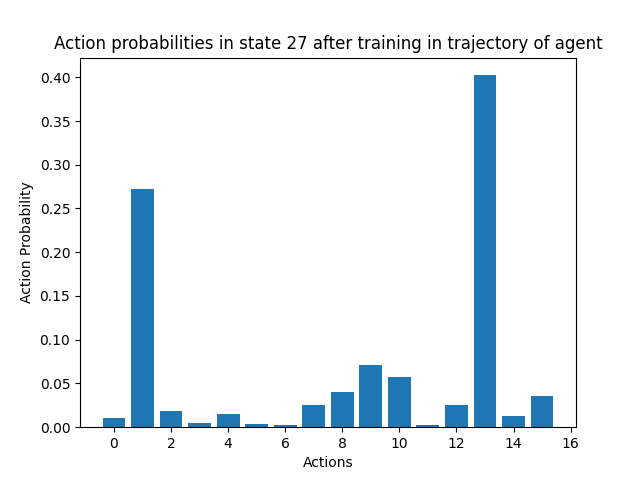 Action probabilities in state 27 after training in trajectory of agent
0.40
0.35
0.30
0.25
0.20
0.15
0.10
0.05
0.00
Action Probability
0 2 4 6 8 10 12 14 16
Actions